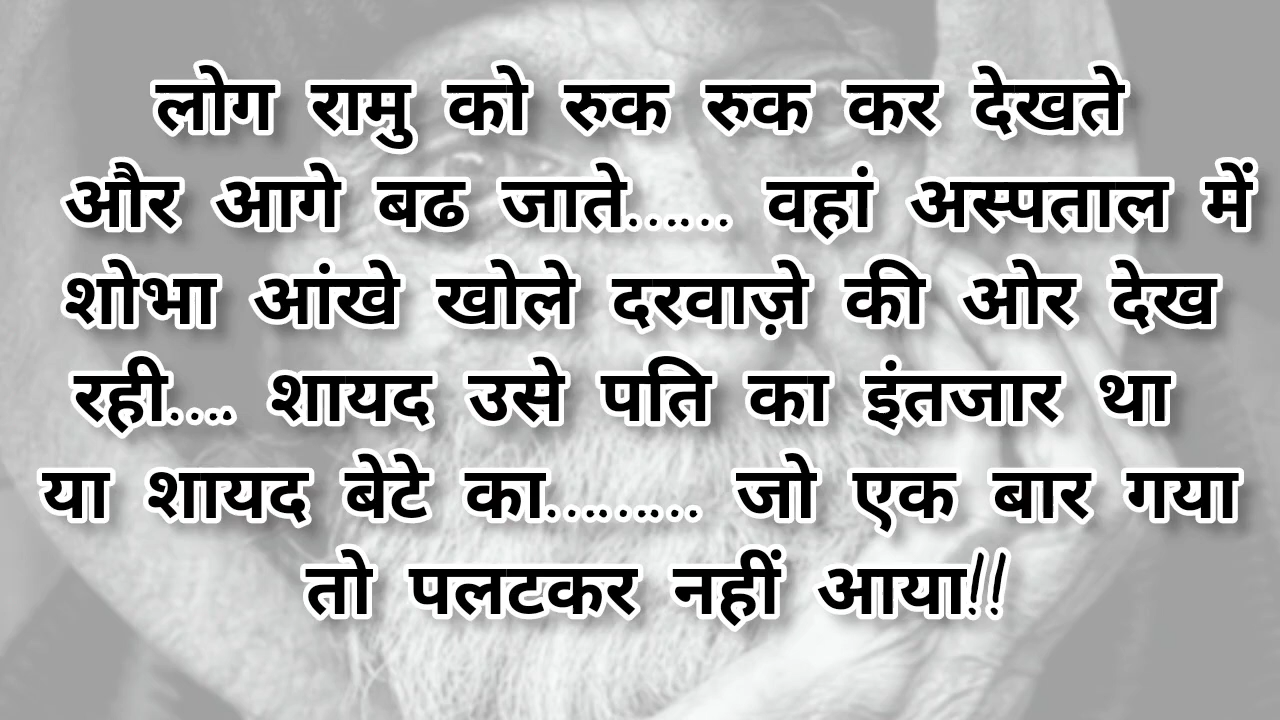 लोग रामु को रुक रुक कर देखते
और आगे बढ जाते...... वहां अस्पताल में
शोभा आंखे खोले दरवाज़े की ओर देख
रही.... शायद उसे पति का इंतजार था
या शायद बेटे का......... जो एक बार गया
तो पलटकर नहीं आया!!